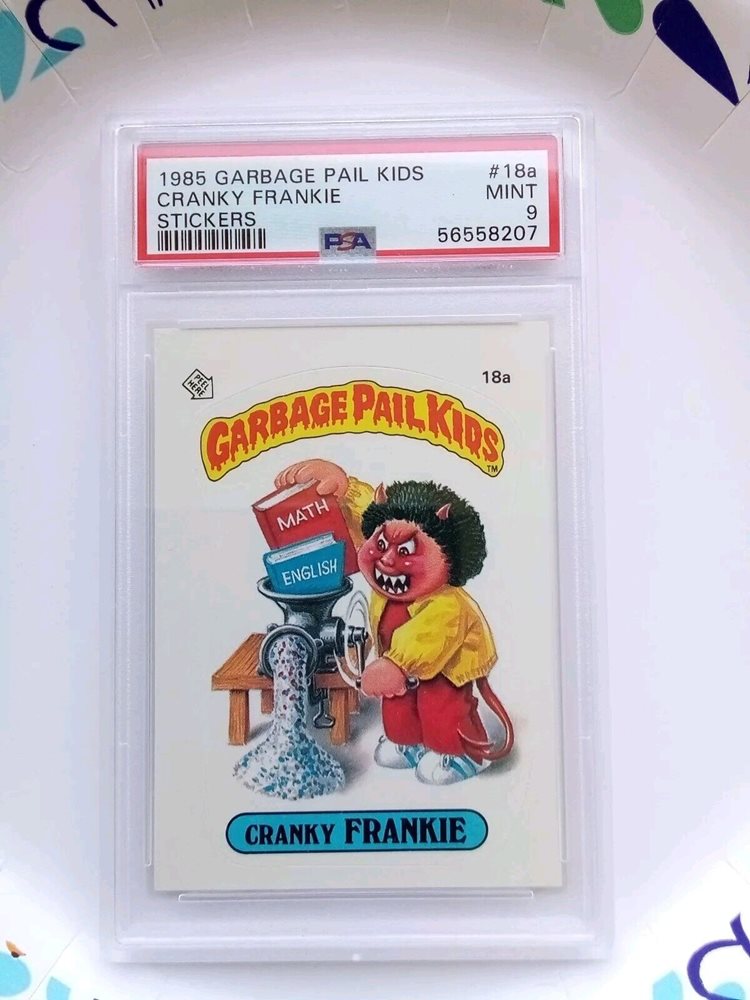 1985 GARBAGE PAIL KIDS #18a
CRANKY FRANKIE MINT
STICKERS 9
PSA 56558207
PEEL HERE
18a
GARBAGE PAIL KIDS
TM
MATH
ENGLISH
CRANKY FRANKIE